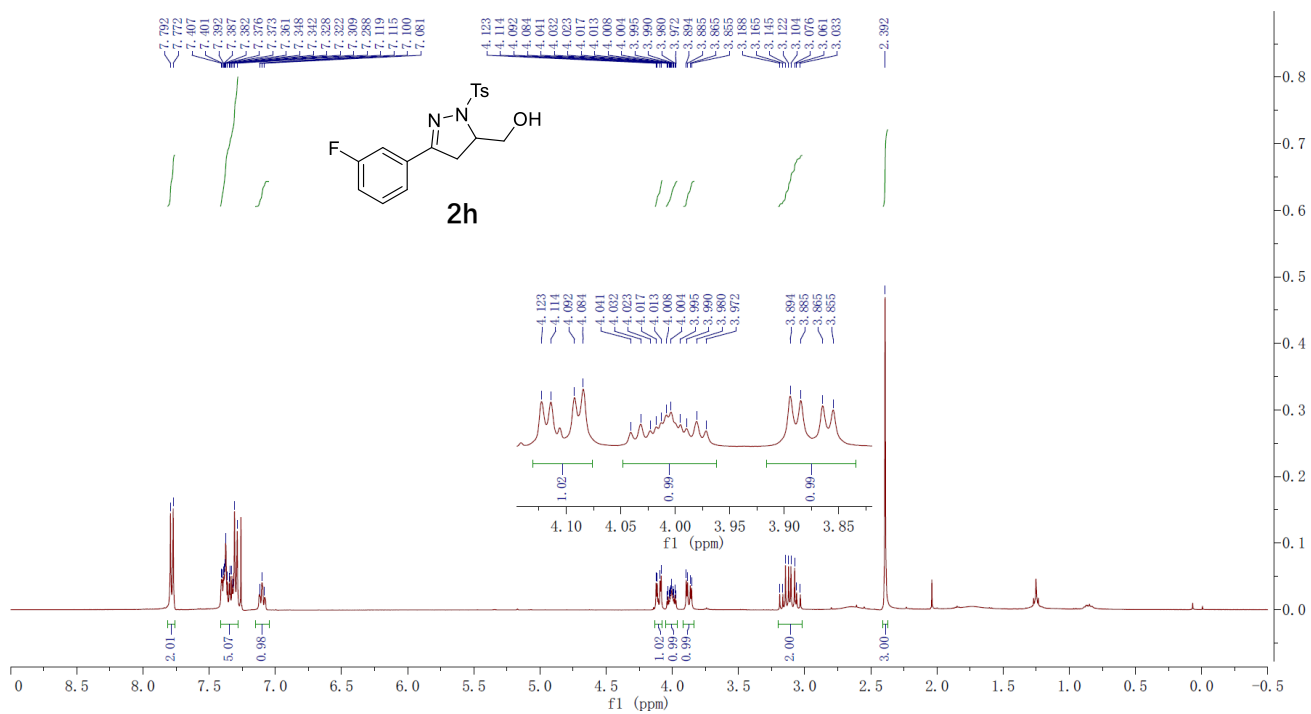 7.792 7.772 7.407 7.401 7.392 7.387 7.382 7.376 7.373 7.361 7.348 7.342 7.328 7.322 7.309 7.288 7.119 7.115 7.100 7.081
4.123 4.114 4.092 4.084 4.041 4.032 4.023 4.017 4.013 4.008 4.004 3.995 3.990 3.980 3.972 3.894 3.885 3.865 3.855 3.188 3.165 3.145 3.122 3.104 3.076 3.061 3.033
2.392
Ts
N
N
OH
F
2h
4.123 4.114 4.092 4.084 4.041 4.032 4.023 4.017 4.013 4.008 4.004 3.995 3.990 3.980 3.972 3.894 3.885 3.865 3.855
1.02 0.99 0.99
4.10 4.05 4.00 3.95 3.90 3.85
f1 (ppm)
0.8
0.7
0.6
0.5
0.4
0.3
0.2
0.1
0.0
2.01 5.07 0.98 1.02 0.99 0.99 2.00 3.00
0 8.5 8.0 7.5 7.0 6.5 6.0 5.5 5.0 4.5 4.0 3.5 3.0 2.5 2.0 1.5 1.0 0.5 0.0 -0.5
f1 (ppm)